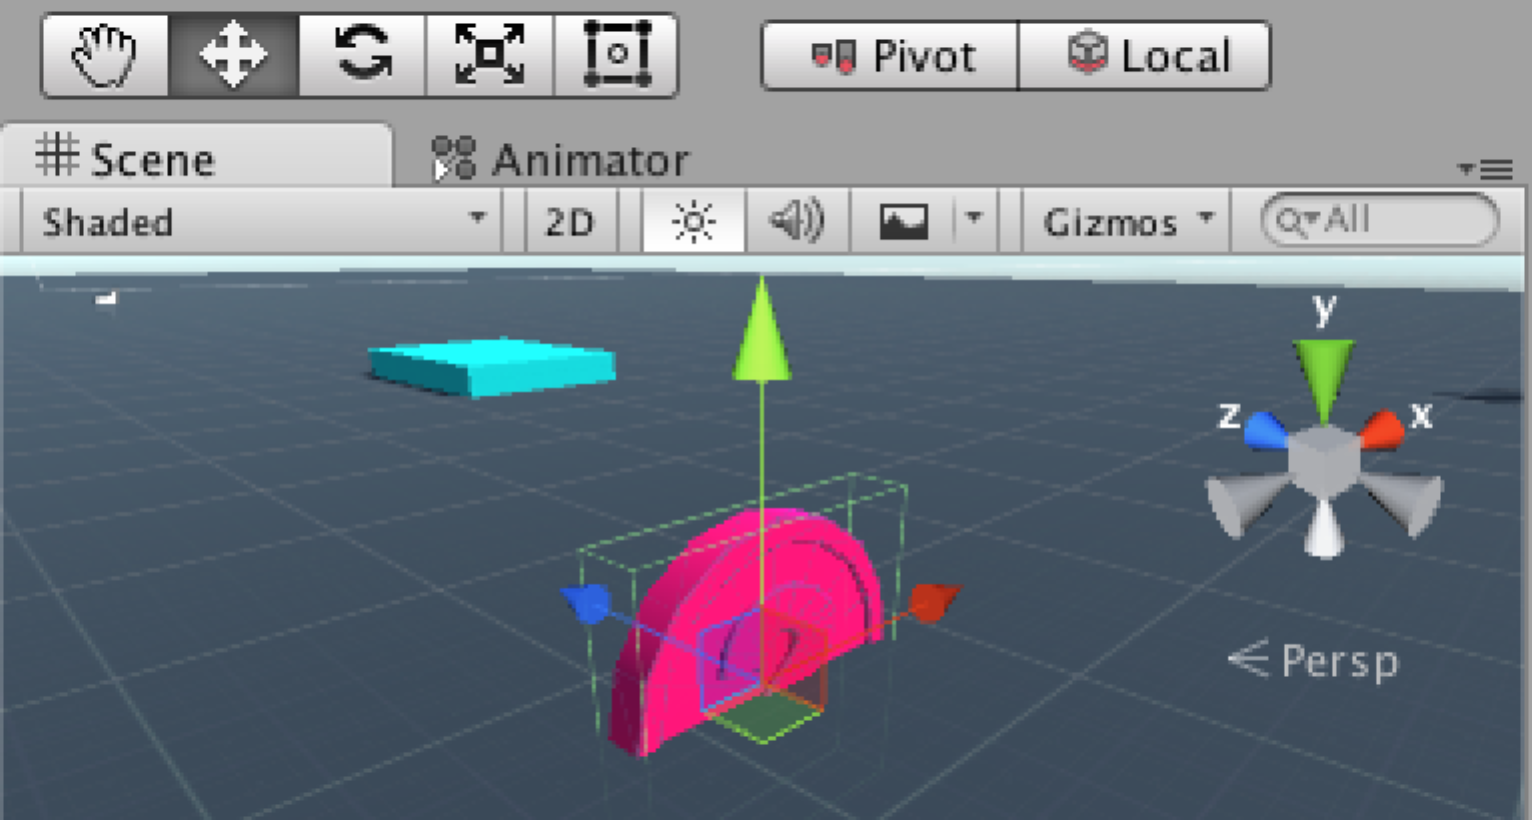 Pivot Local
Scene Animator
Shaded 2D Gizmos All
y
z x
Persp